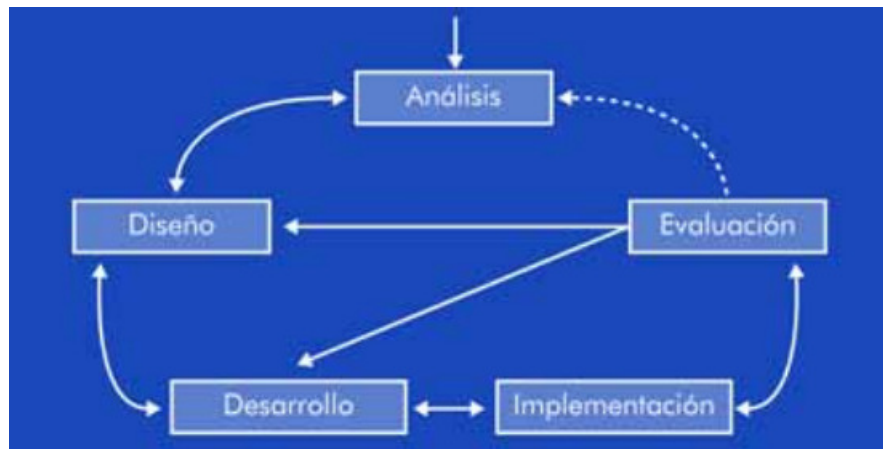 Análisis
Diseño
Evaluación
Desarrollo
Implementación